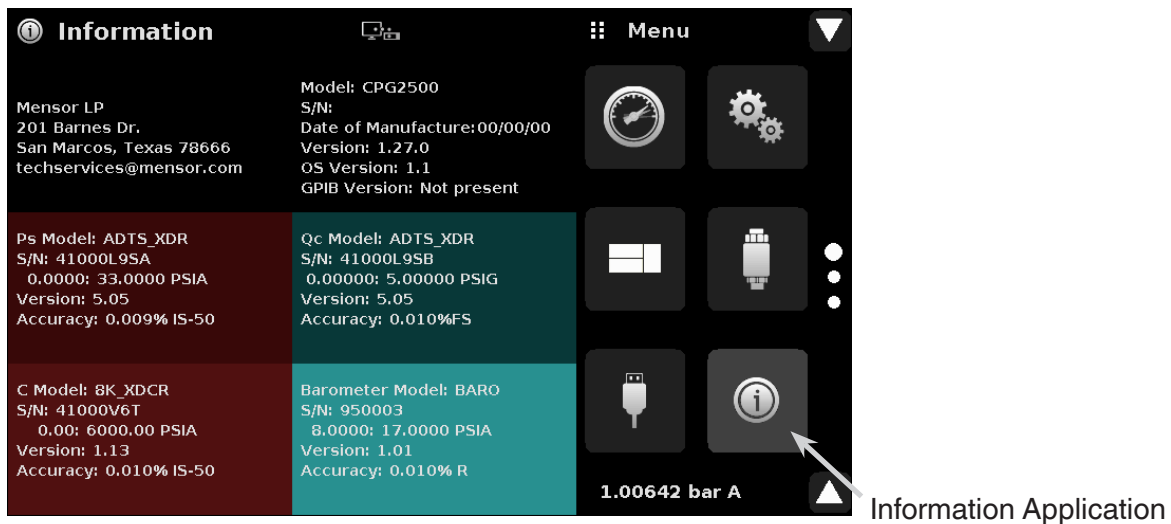 Information
Menu
Mensor LP
201 Barnes Dr.
San Marcos, Texas 78666
techservices@mensor.com
Model: CPG2500
S/N:
Date of Manufacture:00/00/00
Version: 1.27.0
OS Version: 1.1
GPIB Version: Not present
Ps Model: ADTS_XDR
S/N: 41000L9SA
0.0000: 33.0000 PSIA
Version: 5.05
Accuracy: 0.009% IS-50
Qc Model: ADTS_XDR
S/N: 41000L9SB
0.00000: 5.00000 PSIG
Version: 5.05
Accuracy: 0.010%FS
C Model: 8K_XDCR
S/N: 41000V6T
0.00: 6000.00 PSIA
Version: 1.13
Accuracy: 0.010% IS-50
Barometer Model: BARO
S/N: 950003
8.0000: 17.0000 PSIA
Version: 1.01
Accuracy: 0.010% R
1.00642 bar A
Information Application